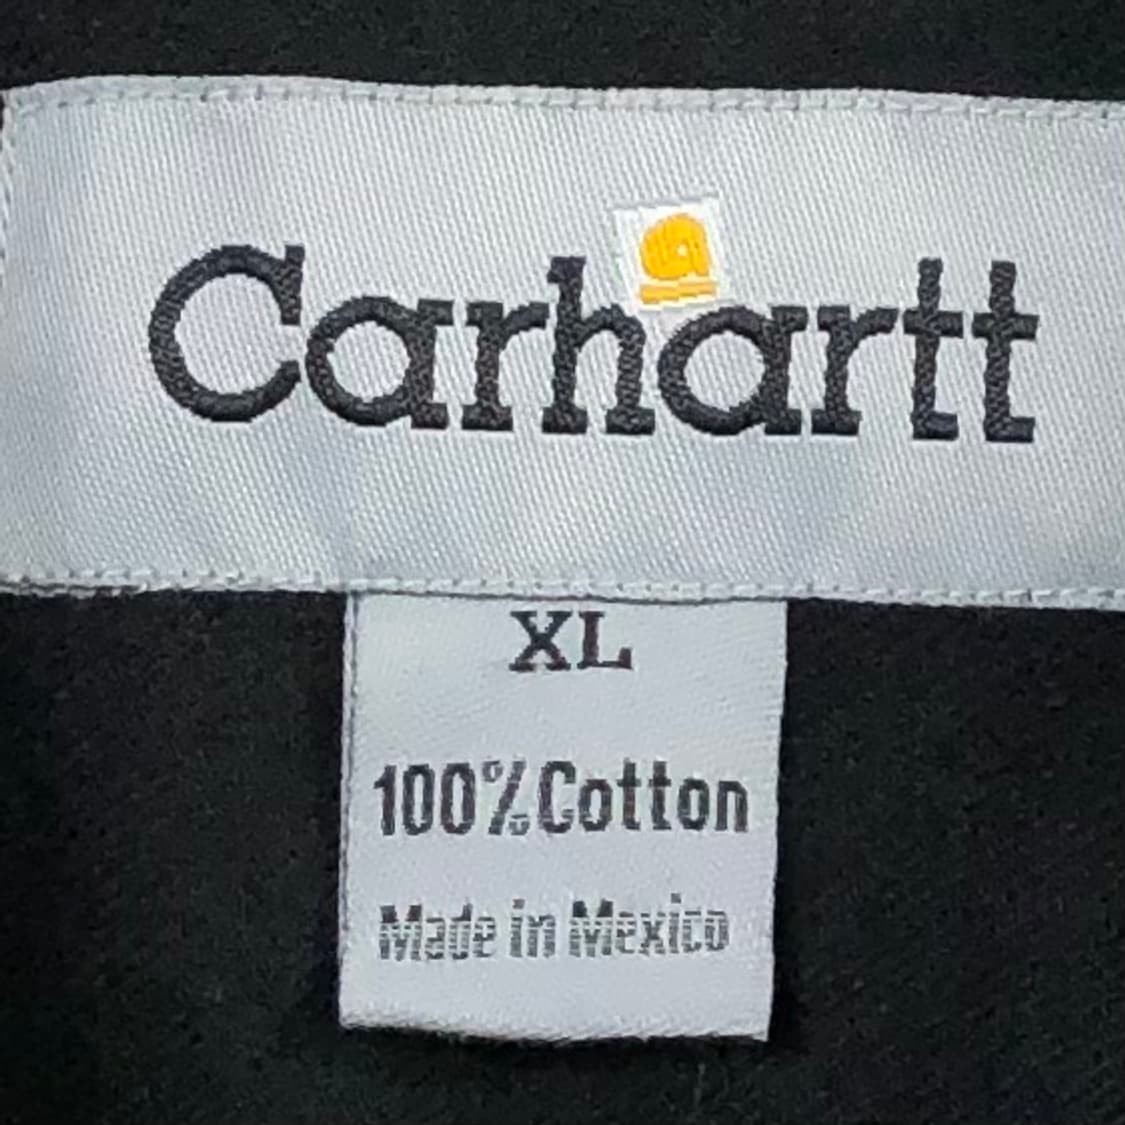 Carhartt
XL
100% Cotton
Made in Mexico